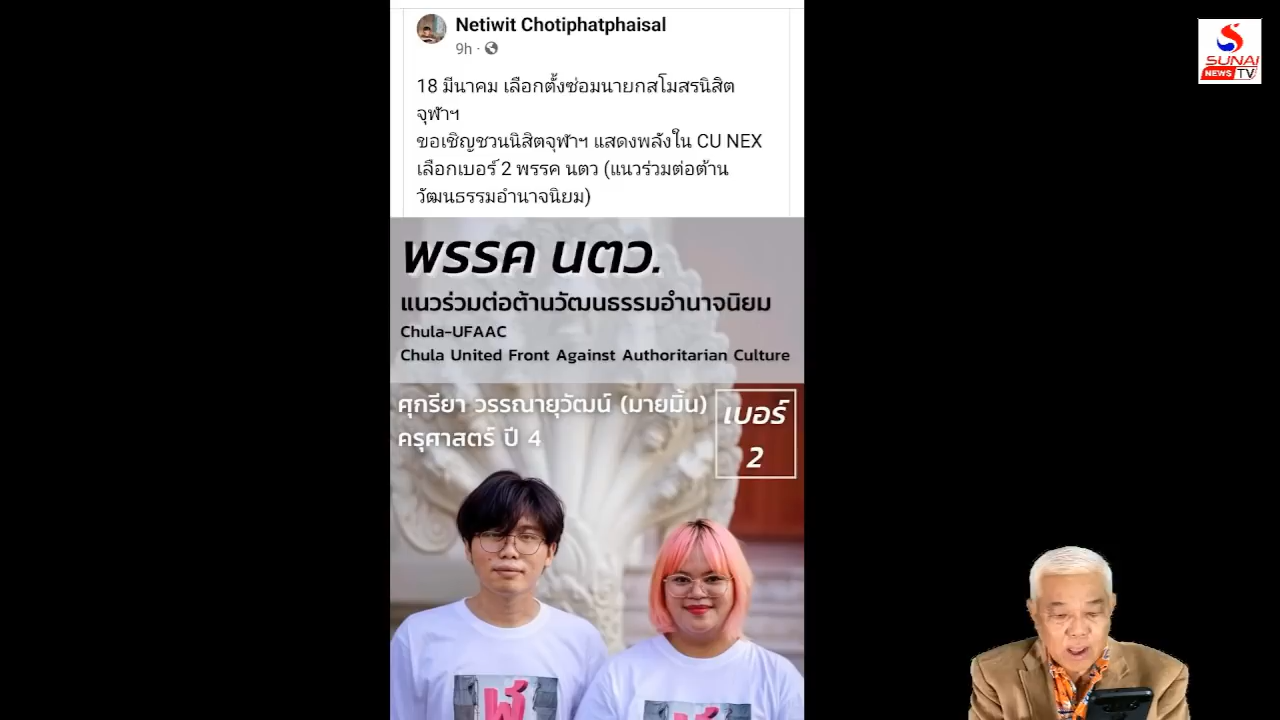 Netiwit Chotiphatphaisal
9h
18 มีนาคม เลือกตั้งซ่อมนายกสโมสรนิสิต
จุฬาฯ
ขอเชิญชวนนิสิตจุฬาฯ แสดงพลังใน CU NEX
เลือกเบอร์ 2 พรรค นตว (แนวร่วมต่อต้าน
วัฒนธรรมอำนาจนิยม)
พรรค นตว.
แนวร่วมต่อต้านวัฒนธรรมอำนาจนิยม
Chula-UFAAC
Chula United Front Against Authoritarian Culture
ศุภรียา วรรณายุวัฒน์ (มายมิ้น)
ครุศาสตร์ ปี 4
เบอร์
2
SUNAI
NEWS TV